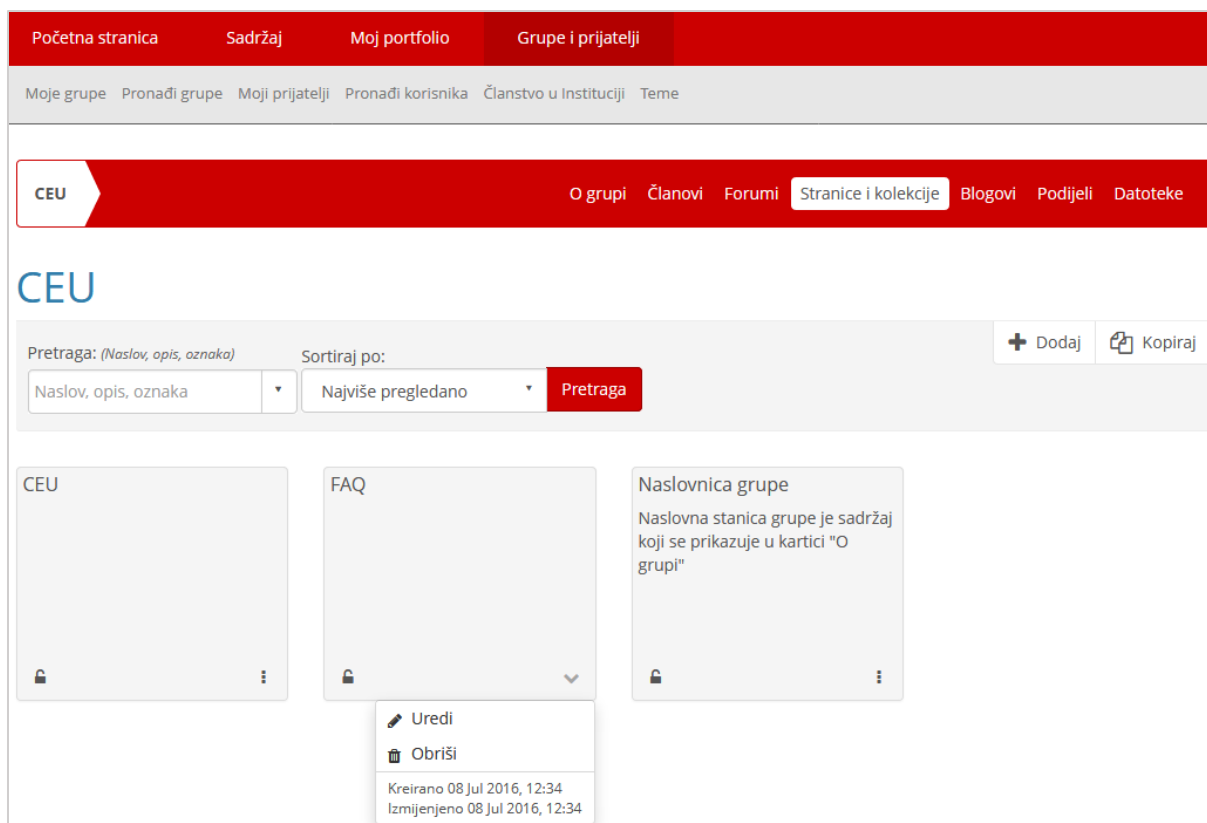 Početna stranica Sadržaj Moj portfolio Grupe i prijatelji
Moje grupe Pronađi grupe Moji prijatelji Pronađi korisnika Članstvo u Instituciji Teme
CEU O grupi Članovi Forumi Stranice i kolekcije Blogovi Podijeli Datoteke
CEU
Dodaj Kopiraj
Pretraga: (Naslov, opis, oznaka) Sortiraj po:
Naslov, opis, oznaka Najviše pregledano Pretraga
CEU FAQ Naslovnica grupe
Naslovna stanica grupe je sadržaj
koji se prikazuje u kartici "O
grupi"
Uredi
Obriši
Kreirano 08 Jul 2016, 12:34
Izmijenjeno 08 Jul 2016, 12:34